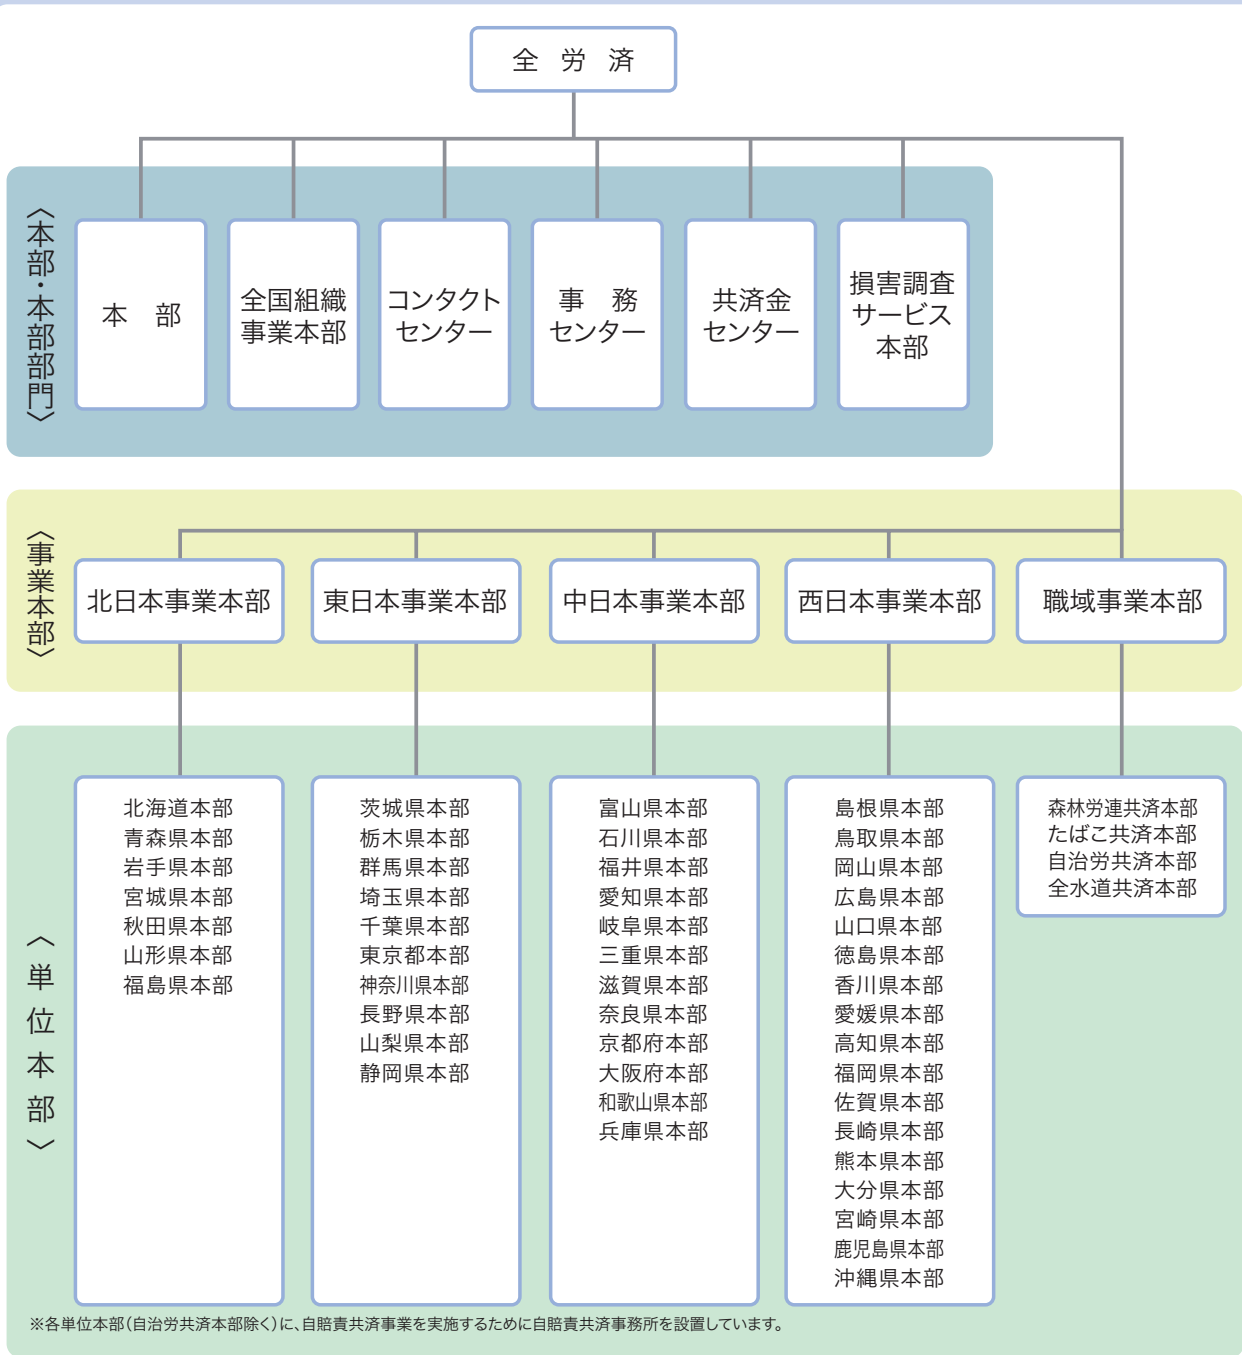 全労済
〈本部・本部部門〉
本部
全国組織
事業本部
コンタクト
センター
事務
センター
共済金
センター
損害調査
サービス
本部
〈事業本部〉
北日本事業本部
東日本事業本部
中日本事業本部
西日本事業本部
職域事業本部
〈単位本部〉
北海道本部
青森県本部
岩手県本部
宮城県本部
秋田県本部
山形県本部
福島県本部
茨城県本部
栃木県本部
群馬県本部
埼玉県本部
千葉県本部
東京都本部
神奈川県本部
長野県本部
山梨県本部
静岡県本部
富山県本部
石川県本部
福井県本部
愛知県本部
岐阜県本部
三重県本部
滋賀県本部
奈良県本部
京都府本部
大阪府本部
和歌山県本部
兵庫県本部
島根県本部
鳥取県本部
岡山県本部
広島県本部
山口県本部
徳島県本部
香川県本部
愛媛県本部
高知県本部
福岡県本部
佐賀県本部
長崎県本部
熊本県本部
大分県本部
宮崎県本部
鹿児島県本部
沖縄県本部
森林労連共済本部
たばこ共済本部
自治労共済本部
全水道共済本部
※各単位本部（自治労共済本部除く）に、自賠責共済事業を実施するために自賠責共済事務所を設置しています。